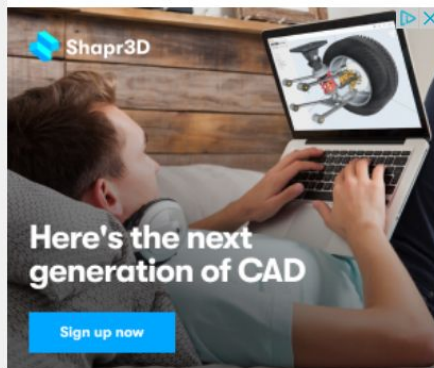 Shapr3D
Here's the next
generation of CAD
Sign up now